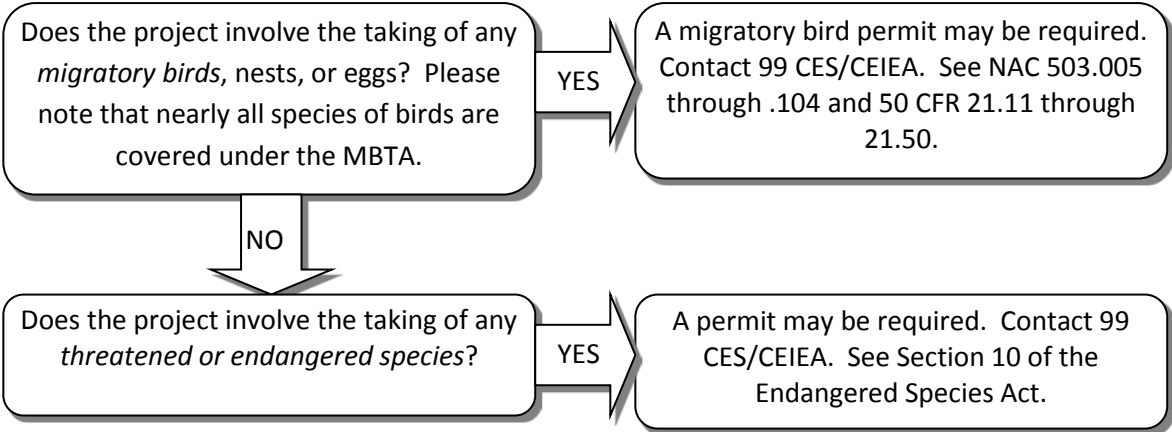 Does the project involve the taking of any
migratory birds, nests, or eggs? Please
note that nearly all species of birds are
covered under the MBTA.
YES
A migratory bird permit may be required.
Contact 99 CES/CEIEA. See NAC 503.005
through .104 and 50 CFR 21.11 through
21.50.
NO
Does the project involve the taking of any
threatened or endangered species?
YES
A permit may be required. Contact 99
CES/CEIEA. See Section 10 of the
Endangered Species Act.